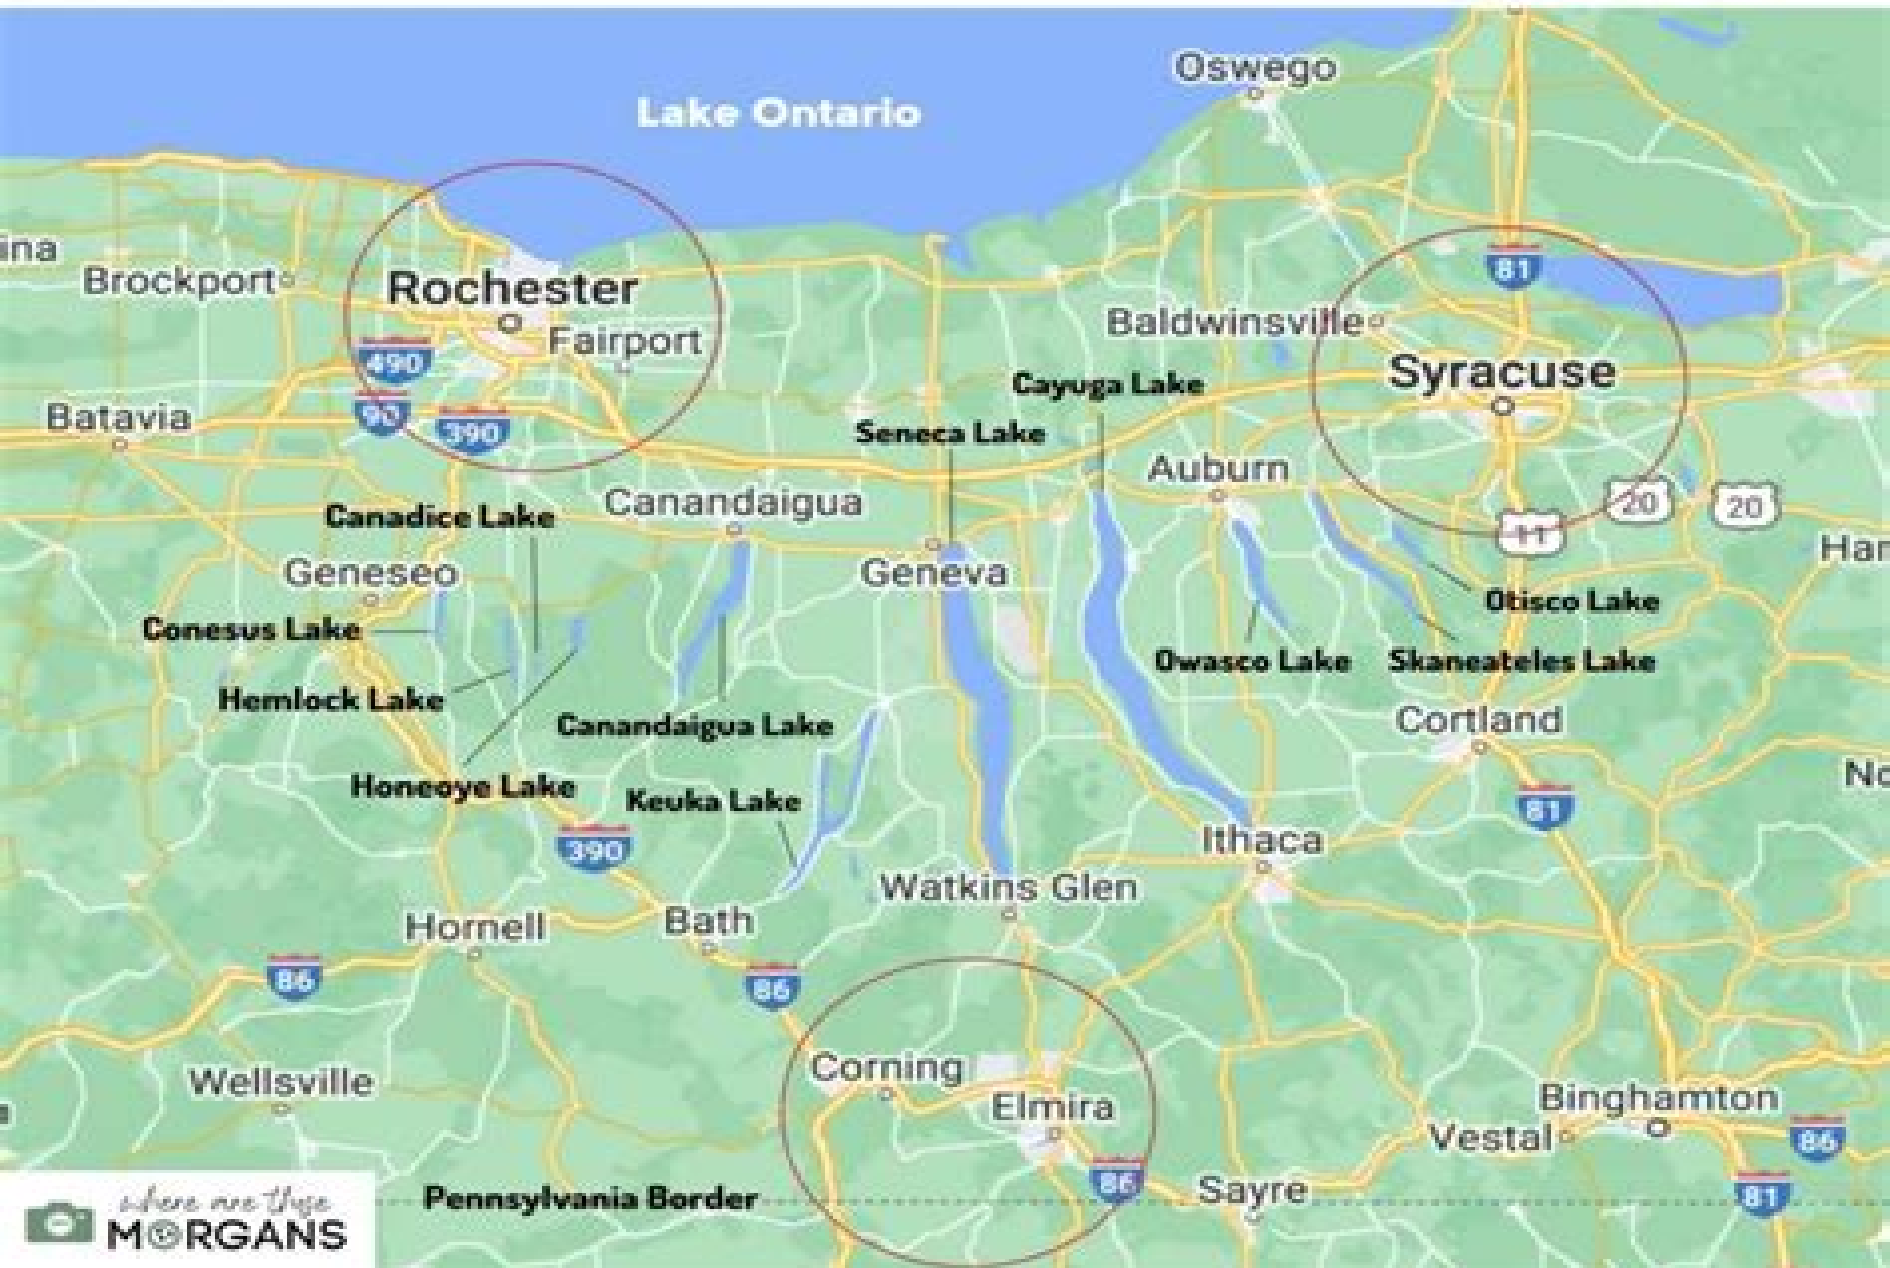 Oswego
Lake Ontario
ina
Brockport
Rochester
81
Baldwinsville
Fairport
490
Syracuse
Cayuga Lake
90
390
Batavia
Seneca Lake
Auburn
Canandaigua
20
20
Canadice Lake
11
Har
Geneseo
Geneva
Otisco Lake
Conesus Lake
Owasco Lake
Skaneateles Lake
Hemlock Lake
Canandaigua Lake
Cortland
No
Honeoye Lake
Keuka Lake
81
390
Ithaca
Watkins Glen
Hornell
Bath
86
86
Corning
Wellsville
Elmira
Binghamton
Vestal
86
86
Sayre
81
Pennsylvania Border
where are those
MORGANS